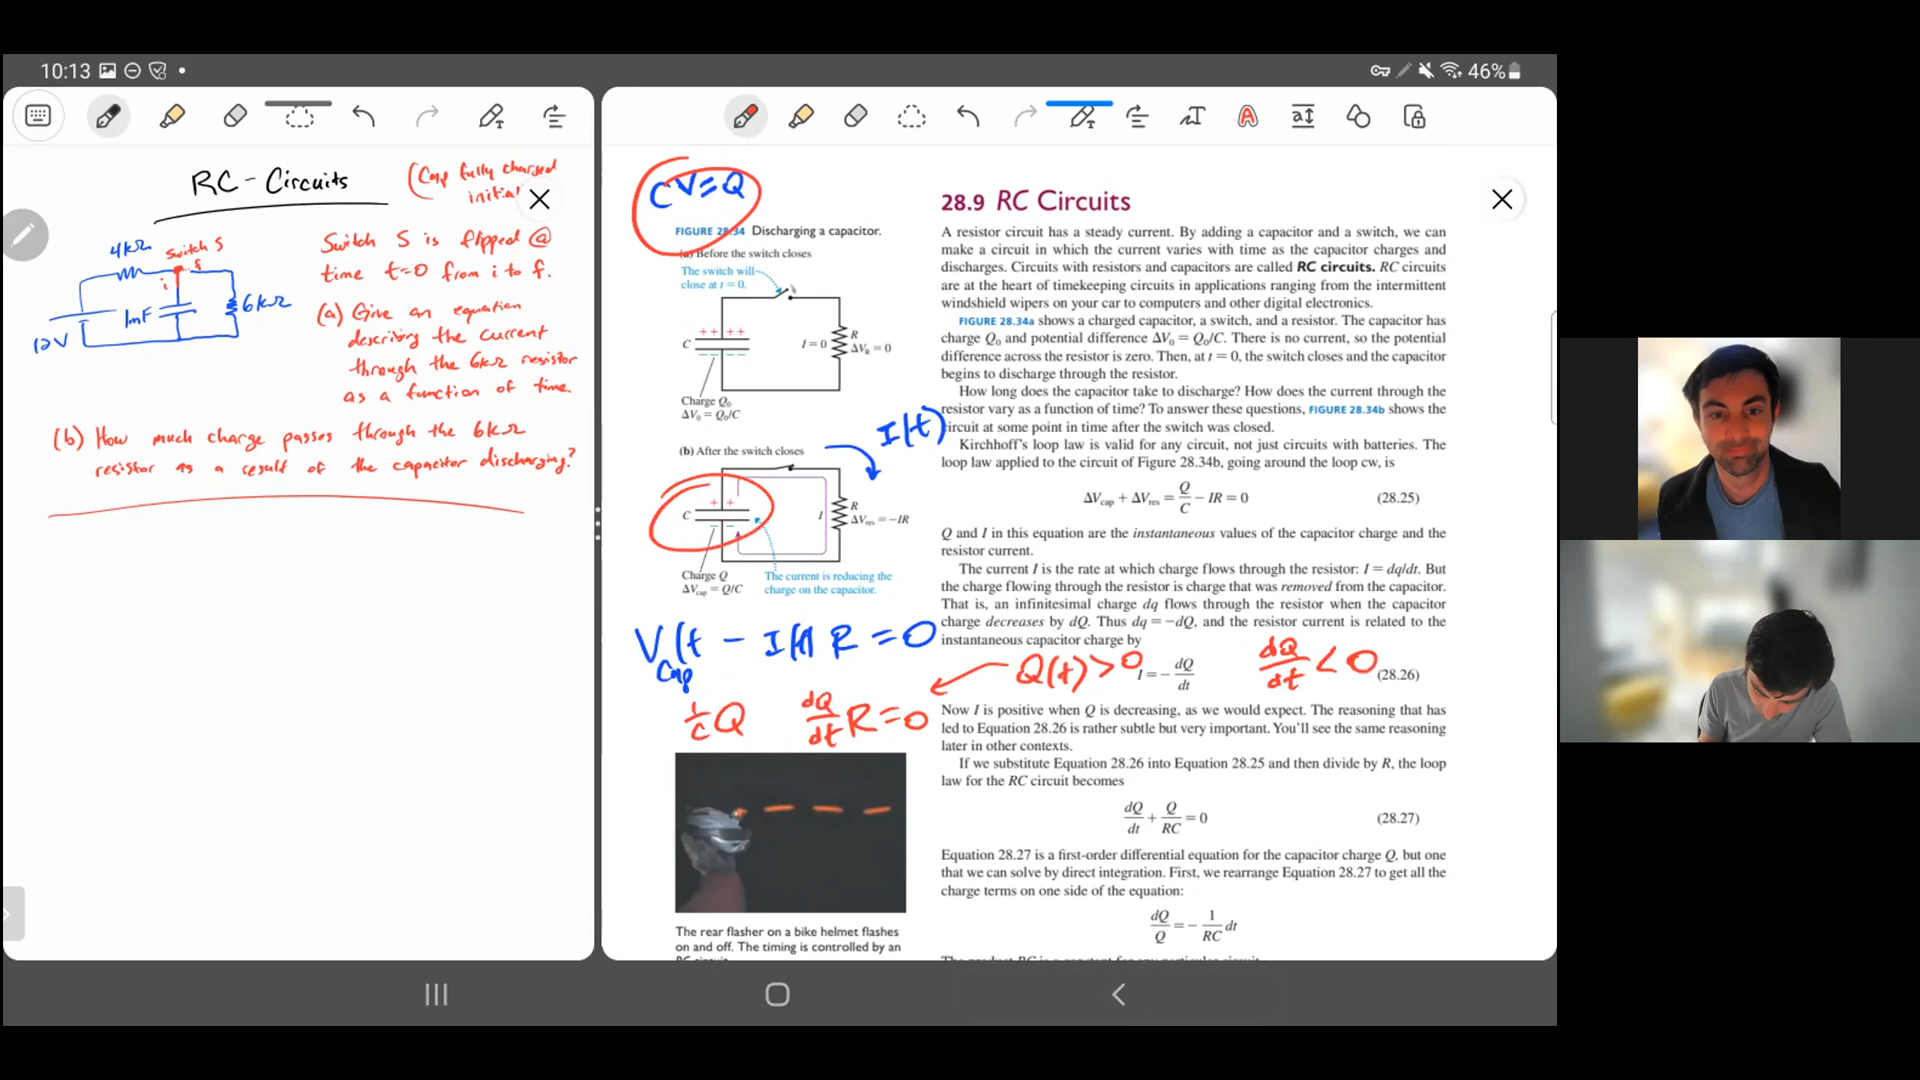 10:13
46%
RC-Circuits
(Cap fully charged
initial
4kΩ
Switch S
f
i
1mF
6kΩ
12V
Switch S is flipped @
time t=0 from i to f.
(a) Give an equation
describing the current
through the 6kΩ resistor
as a function of time.
(b) How much charge passes through the 6kΩ
resistor as a result of the capacitor discharging?
CV=Q
FIGURE 28.34 Discharging a capacitor.
(a) Before the switch closes
The switch will
close at t = 0.
++ ++
C
I = 0
R
ΔV_R = 0
Charge Q₀
ΔV₀ = Q₀/C
I(t)
(b) After the switch closes
+ +
C
I
R
ΔV_res = −IR
Charge Q
ΔV_cap = Q/C
The current is reducing the
charge on the capacitor.
V_Cap(t − I(t) R = 0
1/C Q dQ/dt R = 0
The rear flasher on a bike helmet flashes
on and off. The timing is controlled by an
28.9 RC Circuits
A resistor circuit has a steady current. By adding a capacitor and a switch, we can
make a circuit in which the current varies with time as the capacitor charges and
discharges. Circuits with resistors and capacitors are called RC circuits. RC circuits
are at the heart of timekeeping circuits in applications ranging from the intermittent
windshield wipers on your car to computers and other digital electronics.
FIGURE 28.34a shows a charged capacitor, a switch, and a resistor. The capacitor has
charge Q₀ and potential difference ΔV₀ = Q₀/C. There is no current, so the potential
difference across the resistor is zero. Then, at t = 0, the switch closes and the capacitor
begins to discharge through the resistor.
How long does the capacitor take to discharge? How does the current through the
resistor vary as a function of time? To answer these questions, FIGURE 28.34b shows the
circuit at some point in time after the switch was closed.
Kirchhoff's loop law is valid for any circuit, not just circuits with batteries. The
loop law applied to the circuit of Figure 28.34b, going around the loop cw, is
ΔV_cap + ΔV_res = Q/C − IR = 0 (28.25)
Q and I in this equation are the instantaneous values of the capacitor charge and the
resistor current.
The current I is the rate at which charge flows through the resistor: I = dq/dt. But
the charge flowing through the resistor is charge that was removed from the capacitor.
That is, an infinitesimal charge dq flows through the resistor when the capacitor
charge decreases by dQ. Thus dq = −dQ, and the resistor current is related to the
instantaneous capacitor charge by
Q(t) > 0
I = − dQ/dt (28.26)
dQ/dt < 0
Now I is positive when Q is decreasing, as we would expect. The reasoning that has
led to Equation 28.26 is rather subtle but very important. You'll see the same reasoning
later in other contexts.
If we substitute Equation 28.26 into Equation 28.25 and then divide by R, the loop
law for the RC circuit becomes
dQ/dt + Q/RC = 0 (28.27)
Equation 28.27 is a first-order differential equation for the capacitor charge Q, but one
that we can solve by direct integration. First, we rearrange Equation 28.27 to get all the
charge terms on one side of the equation:
dQ/Q = − 1/RC dt